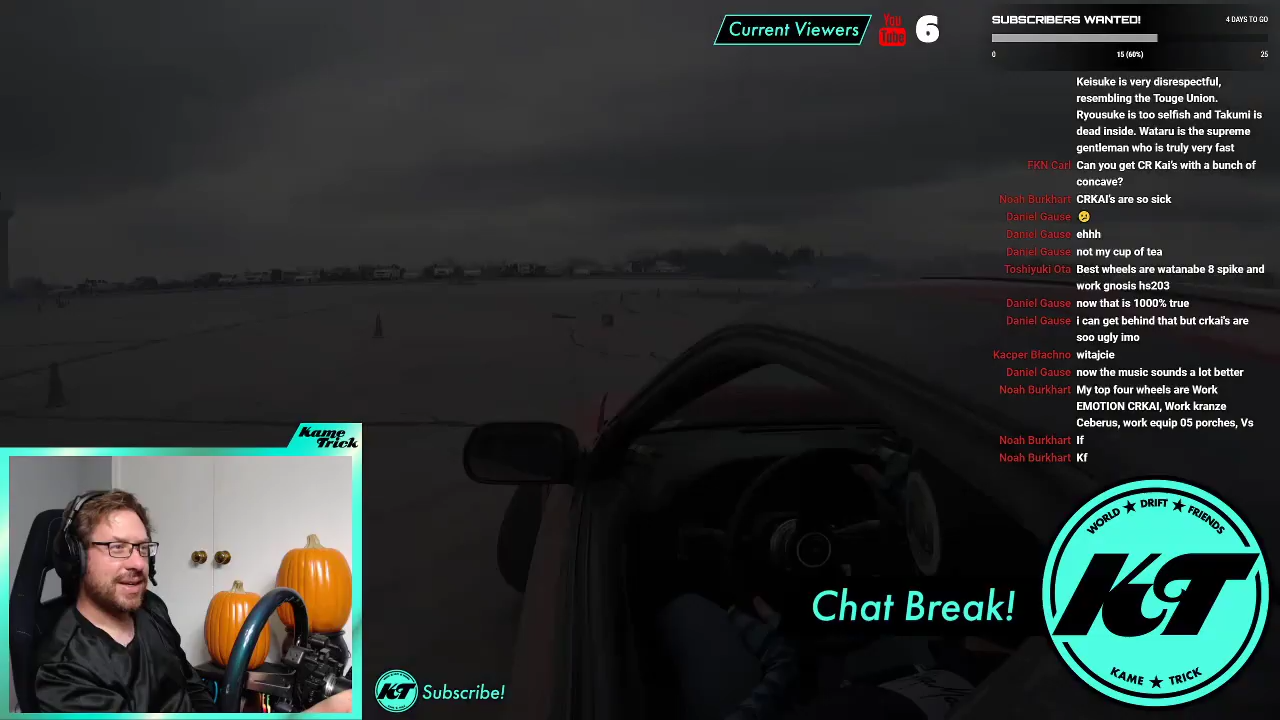 Current Viewers
You
Tube
6
SUBSCRIBERS WANTED!
4 DAYS TO GO
0
15 (60%)
25
Keisuke is very disrespectful,
resembling the Touge Union.
Ryousuke is too selfish and Takumi is
dead inside. Wataru is the supreme
gentleman who is truly very fast
FKN Carl Can you get CR Kai's with a bunch of
concave?
Noah Burkhart CRKAI's are so sick
Daniel Gause 😕
Daniel Gause ehhh
Daniel Gause not my cup of tea
Toshiyuki Ota Best wheels are watanabe 8 spike and
work gnosis hs203
Daniel Gause now that is 1000% true
Daniel Gause i can get behind that but crkai's are
soo ugly imo
Kacper Błachno witajcie
Daniel Gause now the music sounds a lot better
Noah Burkhart My top four wheels are Work
EMOTION CRKAI, Work kranze
Ceberus, work equip 05 porches, Vs
Noah Burkhart If
Noah Burkhart Kf
Kame
Trick
Chat Break!
WORLD ★ DRIFT ★ FRIENDS
KT
KAME ★ TRICK
KT
Subscribe!